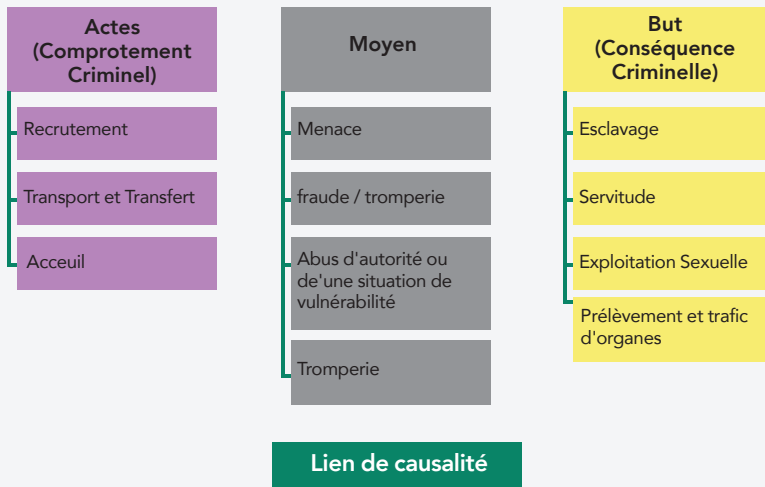 Actes
(Comprotement
Criminel)
Recrutement
Transport et Transfert
Acceuil
Moyen
Menace
fraude / tromperie
Abus d'autorité ou
de'une situation de
vulnérabilité
Tromperie
But
(Conséquence
Criminelle)
Esclavage
Servitude
Exploitation Sexuelle
Prélèvement et trafic
d'organes
Lien de causalité